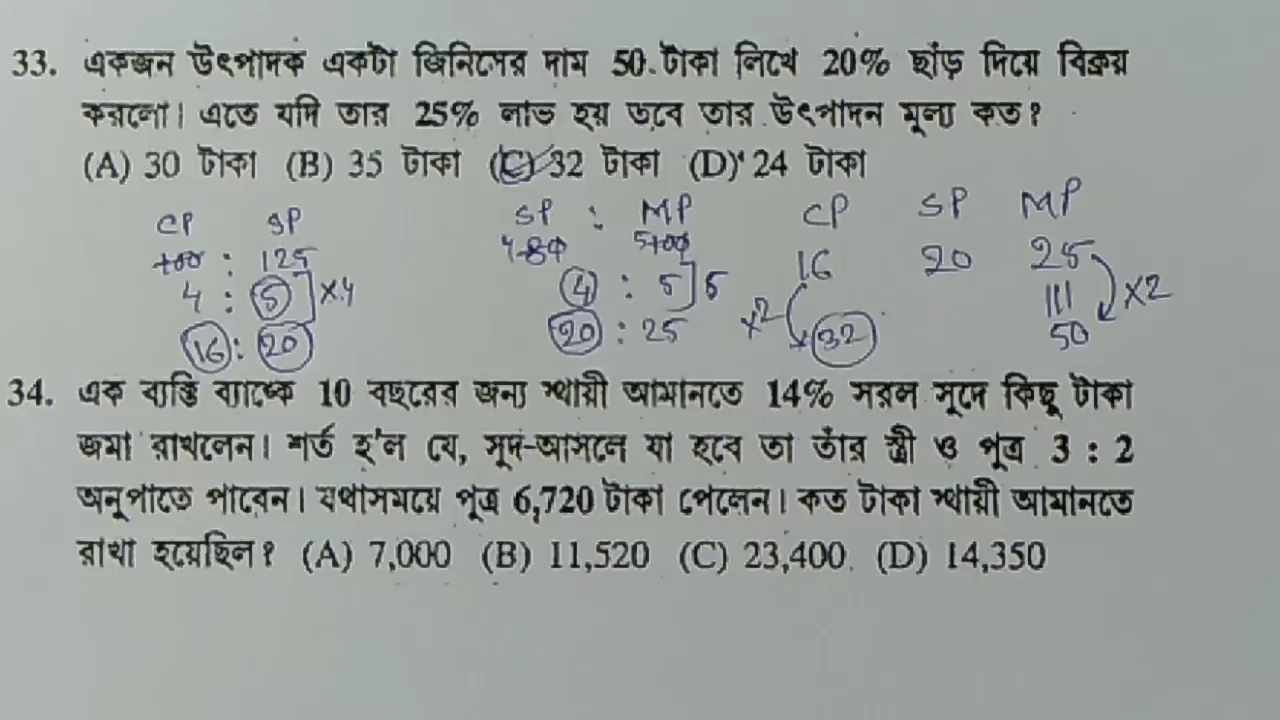 33. একজন উৎপাদক একটা জিনিসের দাম 50 টাকা লিখে 20% ছাড় দিয়ে বিক্রয়
করলো। এতে যদি তার 25% লাভ হয় তবে তার উৎপাদন মূল্য কত?
(A) 30 টাকা (B) 35 টাকা (C) 32 টাকা (D) 24 টাকা
CP SP SP : MP CP SP MP
100 : 125 4 80 5 100 16 20 25
4 : 5 ×4 4 : 5 5 ×2 111 ×2
16 : 20 20 : 25 32 50
34. এক ব্যক্তি ব্যাঙ্কে 10 বছরের জন্য স্থায়ী আমানতে 14% সরল সুদে কিছু টাকা
জমা রাখলেন। শর্ত হ'ল যে, সুদ-আসলে যা হবে তা তাঁর স্ত্রী ও পুত্র 3 : 2
অনুপাতে পাবেন। যথাসময়ে পুত্র 6,720 টাকা পেলেন। কত টাকা স্থায়ী আমানতে
রাখা হয়েছিল? (A) 7,000 (B) 11,520 (C) 23,400 (D) 14,350